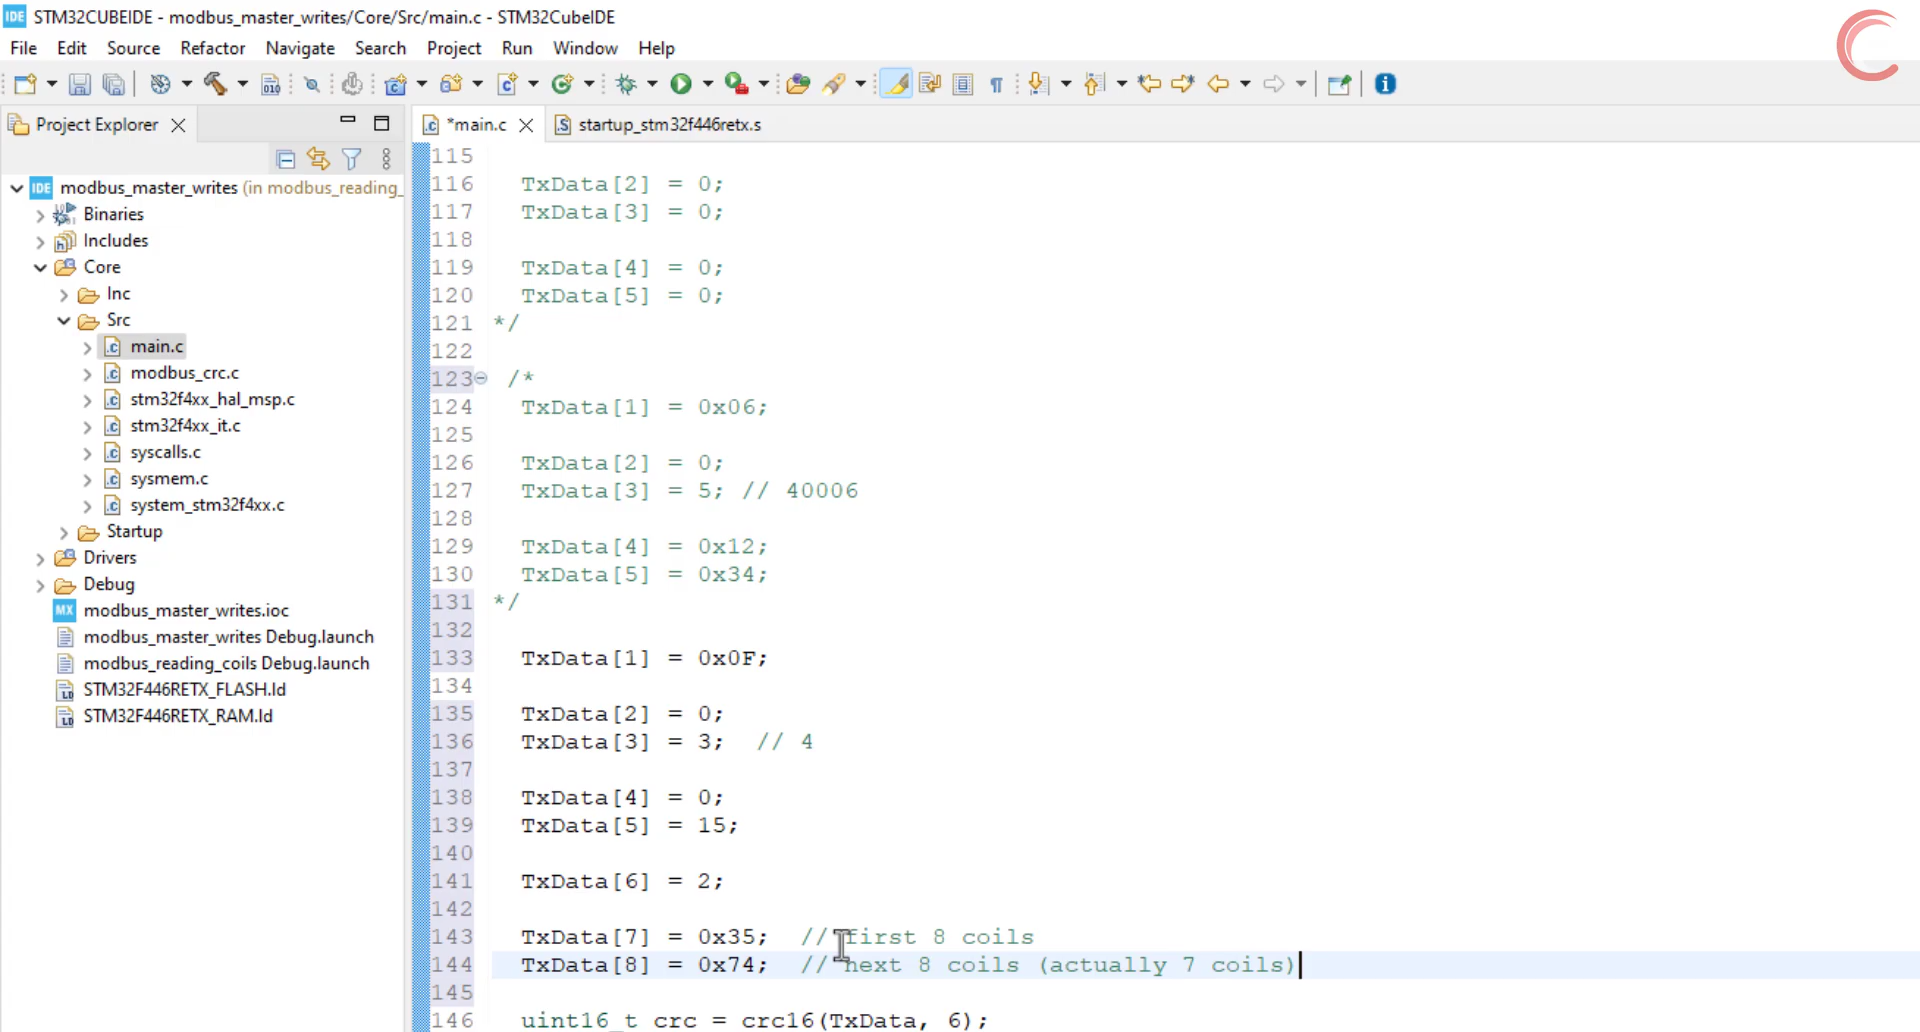 IDE STM32CUBEIDE - modbus_master_writes/Core/Src/main.c - STM32CubeIDE
File Edit Source Refactor Navigate Search Project Run Window Help
Project Explorer
*main.c
startup_stm32f446retx.s
IDE modbus_master_writes (in modbus_reading_
Binaries
Includes
Core
Inc
Src
main.c
modbus_crc.c
stm32f4xx_hal_msp.c
stm32f4xx_it.c
syscalls.c
sysmem.c
system_stm32f4xx.c
Startup
Drivers
Debug
MX modbus_master_writes.ioc
modbus_master_writes Debug.launch
modbus_reading_coils Debug.launch
STM32F446RETX_FLASH.ld
STM32F446RETX_RAM.ld
115
116 TxData[2] = 0;
117 TxData[3] = 0;
118
119 TxData[4] = 0;
120 TxData[5] = 0;
121 */
122
123 /*
124 TxData[1] = 0x06;
125
126 TxData[2] = 0;
127 TxData[3] = 5; // 40006
128
129 TxData[4] = 0x12;
130 TxData[5] = 0x34;
131 */
132
133 TxData[1] = 0x0F;
134
135 TxData[2] = 0;
136 TxData[3] = 3; // 4
137
138 TxData[4] = 0;
139 TxData[5] = 15;
140
141 TxData[6] = 2;
142
143 TxData[7] = 0x35; // first 8 coils
144 TxData[8] = 0x74; // next 8 coils (actually 7 coils)
145
146 uint16_t crc = crc16(TxData, 6);